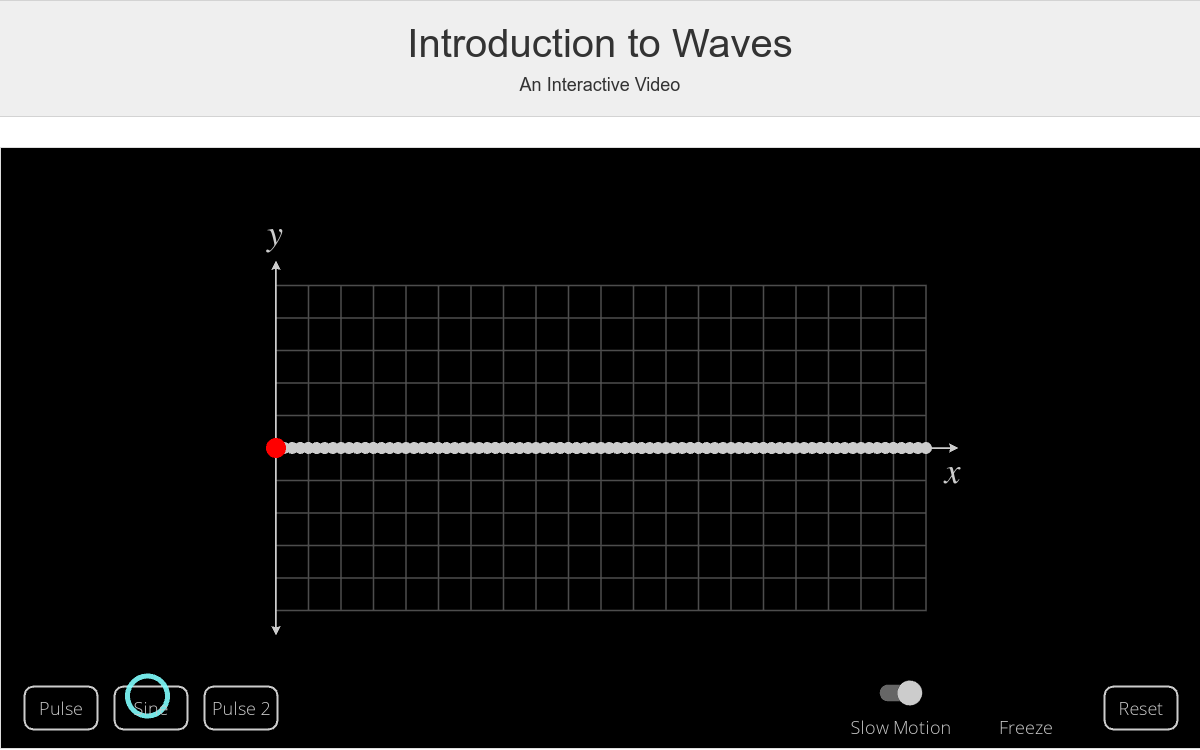 Introduction to Waves
An Interactive Video
y
x
Pulse
Sine
Pulse 2
Slow Motion
Freeze
Reset